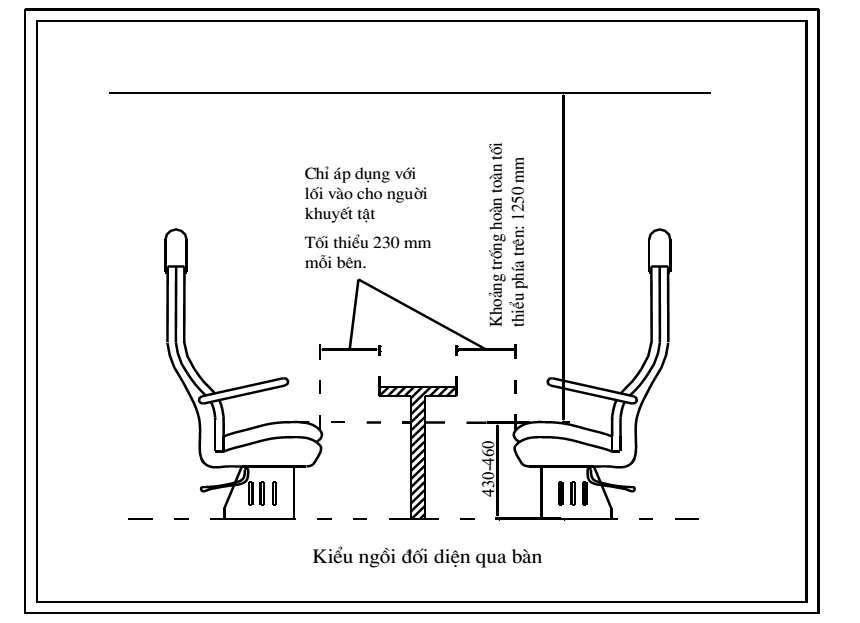 Chỉ áp dụng với
lối vào cho nguời
khuyết tật
Tối thiểu 230 mm
mỗi bên.
Khoảng trống hoàn toàn tối
thiểu phía trên: 1250 mm
430-460
Kiểu ngồi đối diện qua bàn